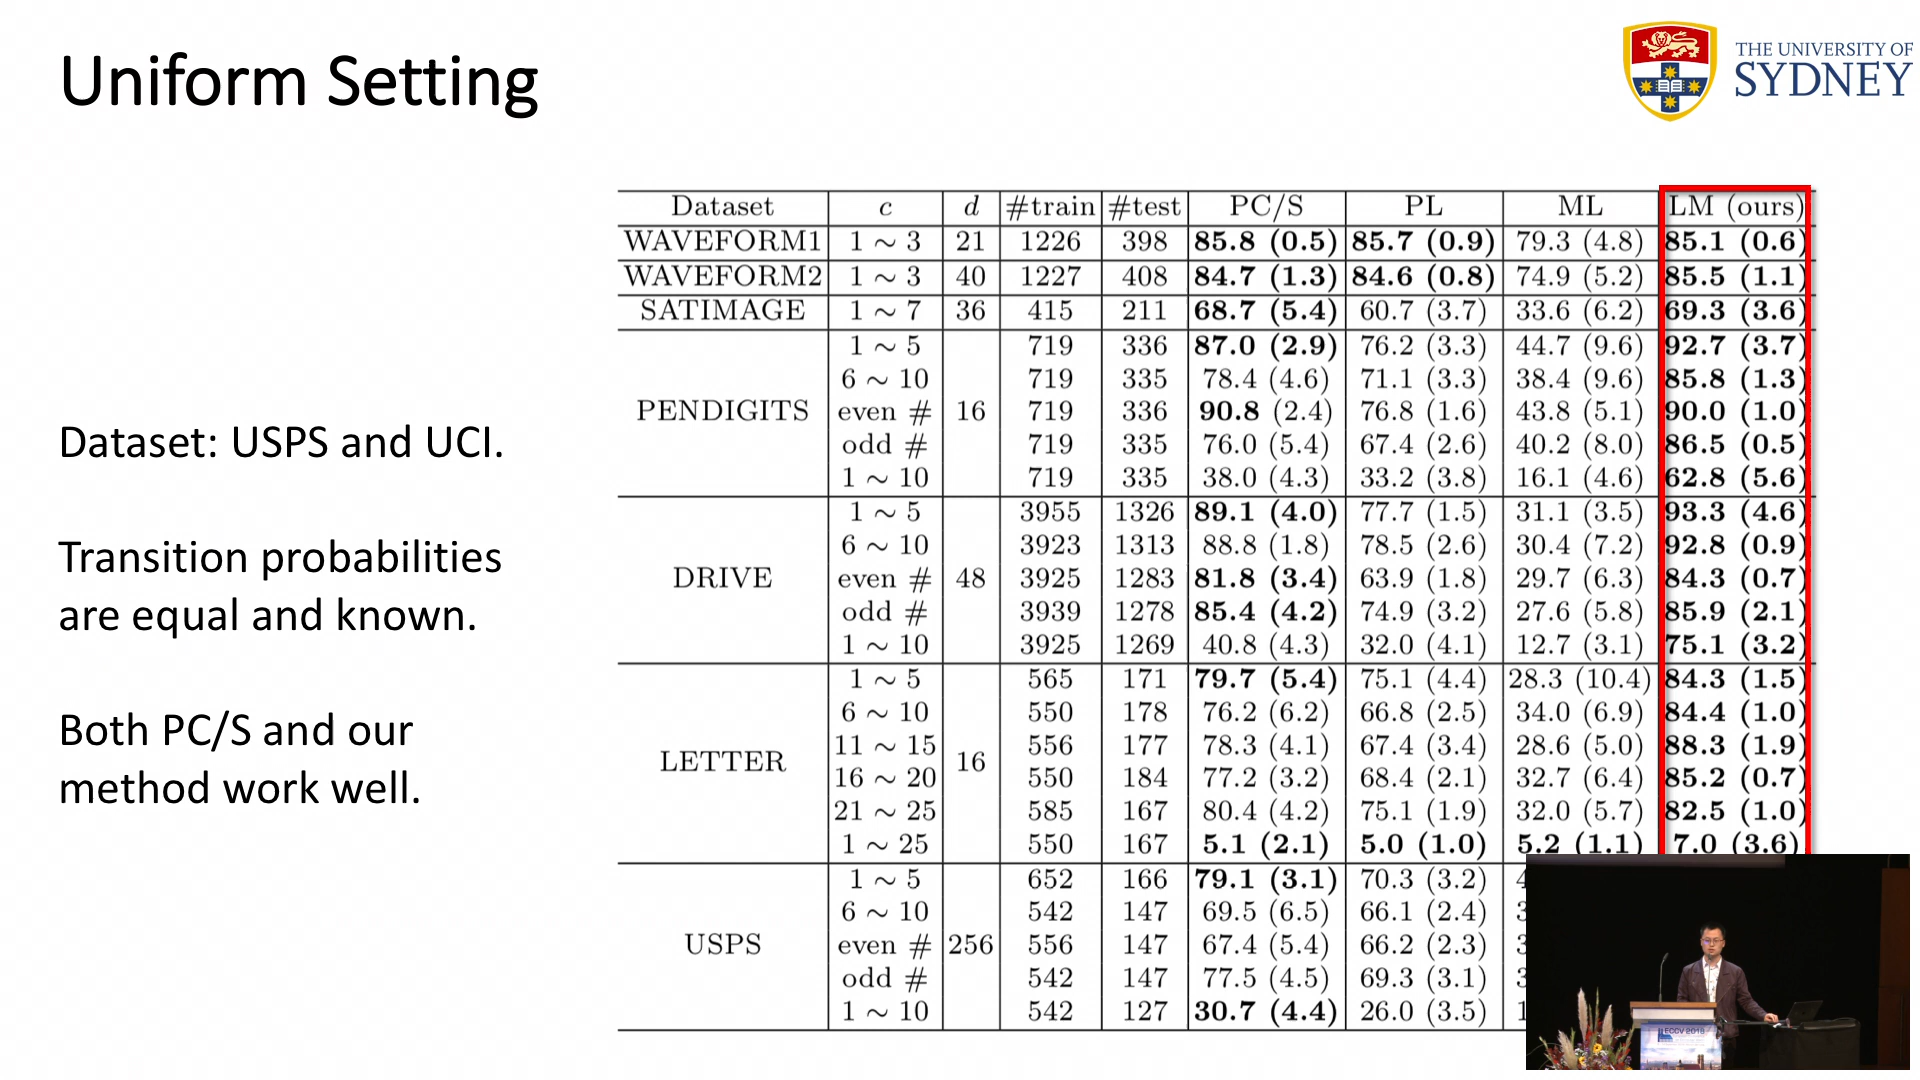 Uniform Setting
THE UNIVERSITY OF
SYDNEY
Dataset: USPS and UCI.
Transition probabilities
are equal and known.
Both PC/S and our
method work well.
Dataset c d #train #test PC/S PL ML LM (ours)
WAVEFORM1 1 ∼ 3 21 1226 398 85.8 (0.5) 85.7 (0.9) 79.3 (4.8) 85.1 (0.6)
WAVEFORM2 1 ∼ 3 40 1227 408 84.7 (1.3) 84.6 (0.8) 74.9 (5.2) 85.5 (1.1)
SATIMAGE 1 ∼ 7 36 415 211 68.7 (5.4) 60.7 (3.7) 33.6 (6.2) 69.3 (3.6)
1 ∼ 5 719 336 87.0 (2.9) 76.2 (3.3) 44.7 (9.6) 92.7 (3.7)
6 ∼ 10 719 335 78.4 (4.6) 71.1 (3.3) 38.4 (9.6) 85.8 (1.3)
PENDIGITS even # 16 719 336 90.8 (2.4) 76.8 (1.6) 43.8 (5.1) 90.0 (1.0)
odd # 719 335 76.0 (5.4) 67.4 (2.6) 40.2 (8.0) 86.5 (0.5)
1 ∼ 10 719 335 38.0 (4.3) 33.2 (3.8) 16.1 (4.6) 62.8 (5.6)
1 ∼ 5 3955 1326 89.1 (4.0) 77.7 (1.5) 31.1 (3.5) 93.3 (4.6)
6 ∼ 10 3923 1313 88.8 (1.8) 78.5 (2.6) 30.4 (7.2) 92.8 (0.9)
DRIVE even # 48 3925 1283 81.8 (3.4) 63.9 (1.8) 29.7 (6.3) 84.3 (0.7)
odd # 3939 1278 85.4 (4.2) 74.9 (3.2) 27.6 (5.8) 85.9 (2.1)
1 ∼ 10 3925 1269 40.8 (4.3) 32.0 (4.1) 12.7 (3.1) 75.1 (3.2)
1 ∼ 5 565 171 79.7 (5.4) 75.1 (4.4) 28.3 (10.4) 84.3 (1.5)
6 ∼ 10 550 178 76.2 (6.2) 66.8 (2.5) 34.0 (6.9) 84.4 (1.0)
11 ∼ 15 556 177 78.3 (4.1) 67.4 (3.4) 28.6 (5.0) 88.3 (1.9)
LETTER 16
16 ∼ 20 550 184 77.2 (3.2) 68.4 (2.1) 32.7 (6.4) 85.2 (0.7)
21 ∼ 25 585 167 80.4 (4.2) 75.1 (1.9) 32.0 (5.7) 82.5 (1.0)
1 ∼ 25 550 167 5.1 (2.1) 5.0 (1.0) 5.2 (1.1) 7.0 (3.6)
1 ∼ 5 652 166 79.1 (3.1) 70.3 (3.2) 4
6 ∼ 10 542 147 69.5 (6.5) 66.1 (2.4) 3
USPS even # 256 556 147 67.4 (5.4) 66.2 (2.3) 3
odd # 542 147 77.5 (4.5) 69.3 (3.1) 3
1 ∼ 10 542 127 30.7 (4.4) 26.0 (3.5) 1
ECCV 2018